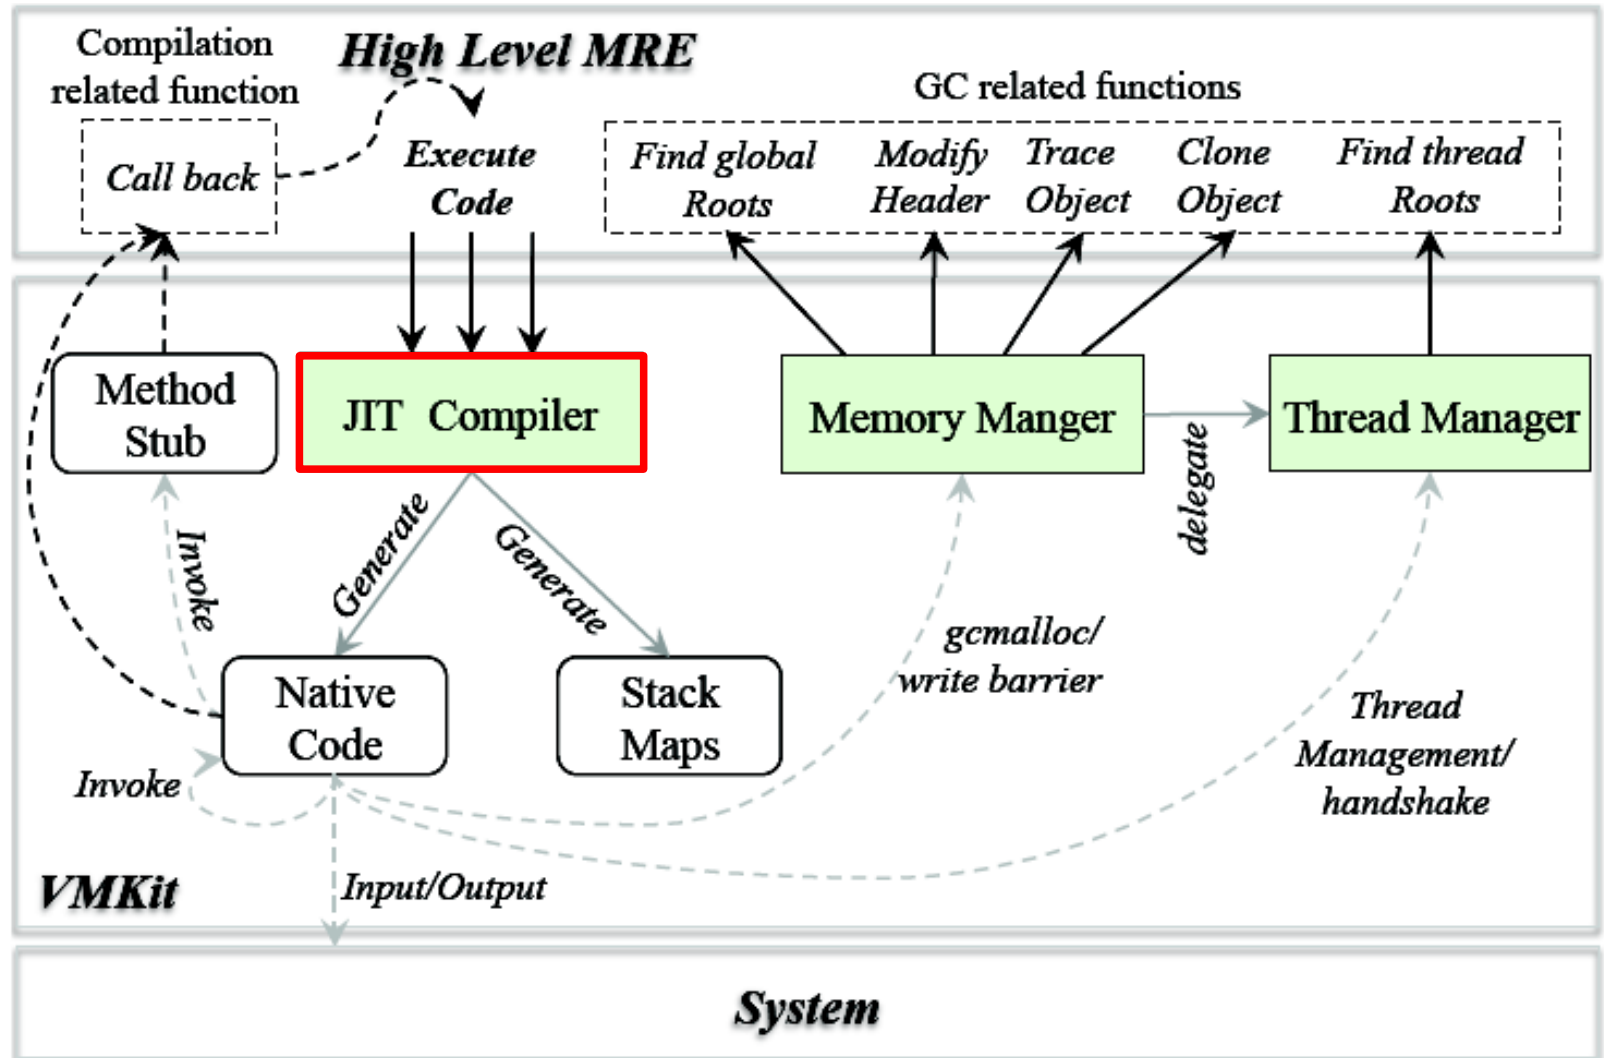 Compilation
related function
High Level MRE
GC related functions
Call back
Execute
Code
Find global
Roots
Modify
Header
Trace
Object
Clone
Object
Find thread
Roots
Method
Stub
JIT Compiler
Memory Manger
delegate
Thread Manager
Invoke
Generate
Generate
gcmalloc/
write barrier
Native
Code
Stack
Maps
Thread
Management/
handshake
Invoke
VMKit
Input/Output
System